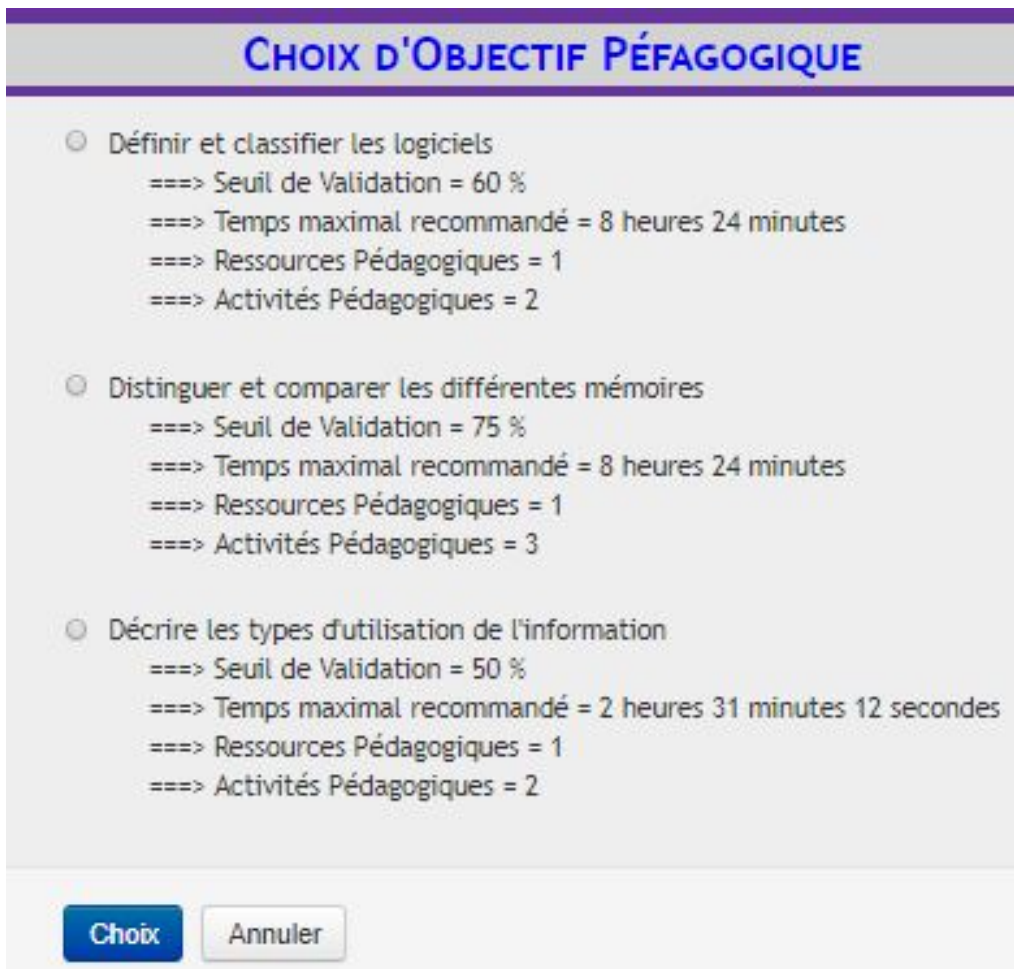 CHOIX D'OBJECTIF PÉFAGOGIQUE
Définir et classifier les logiciels
===> Seuil de Validation = 60 %
===> Temps maximal recommandé = 8 heures 24 minutes
===> Ressources Pédagogiques = 1
===> Activités Pédagogiques = 2
Distinguer et comparer les différentes mémoires
===> Seuil de Validation = 75 %
===> Temps maximal recommandé = 8 heures 24 minutes
===> Ressources Pédagogiques = 1
===> Activités Pédagogiques = 3
Décrire les types d'utilisation de l'information
===> Seuil de Validation = 50 %
===> Temps maximal recommandé = 2 heures 31 minutes 12 secondes
===> Ressources Pédagogiques = 1
===> Activités Pédagogiques = 2
Choix Annuler